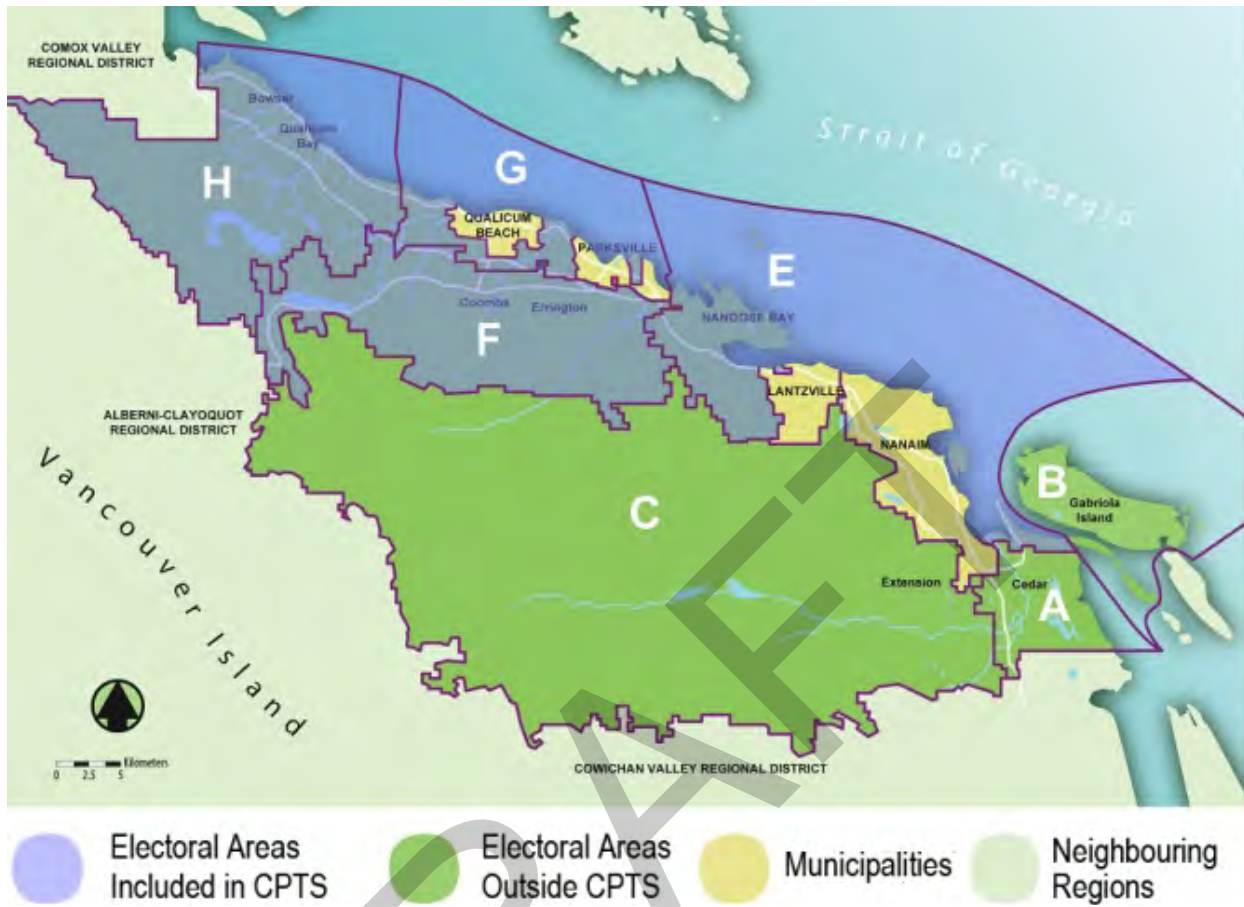 COMOX VALLEY
REGIONAL DISTRICT
Bowser
Qualicum
Bay
Strait of Georgia
G
H
QUALICUM
BEACH
PARKSVILLE
E
Coombs
Errington
NANOOSE BAY
F
LANTZVILLE
ALBERNI-CLAYOQUOT
REGIONAL DISTRICT
NANAIM
B
Gabriola
Island
Vancouver Island
C
Extension
Cedar
A
0 2.5 5 Kilometers
COWICHAN VALLEY REGIONAL DISTRICT
DRAFT
Electoral Areas
Included in CPTS
Electoral Areas
Outside CPTS
Municipalities
Neighbouring
Regions